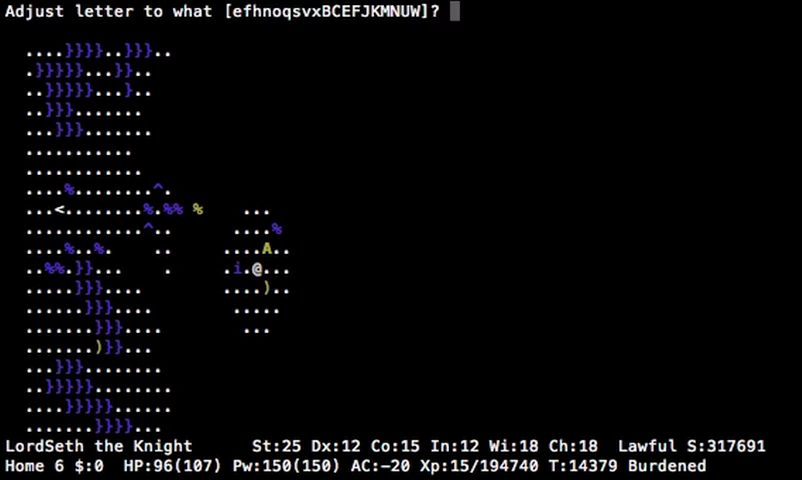 Adjust letter to what [efhnoqsvxBCEFJKMNUW]?
....}}}}..}}}..
.}}}}}...}}..
..}}}}}...}..
..}}}.......
...}}}.......
...........
............
....%........^.
...<........%.%% %     ...
............^..        ....%
....%..%.    ..     ....A..
..%%.}}...    .     .i.@...
.....}}}....        ....)..
......}}}....        .....
.......}}}....        ...
.......)}}...
...}}}........
..}}}}}........
....}}}}}......
.......}}}}...
LordSeth the Knight St:25 Dx:12 Co:15 In:12 Wi:18 Ch:18 Lawful S:317691
Home 6 $:0 HP:96(107) Pw:150(150) AC:-20 Xp:15/194740 T:14379 Burdened